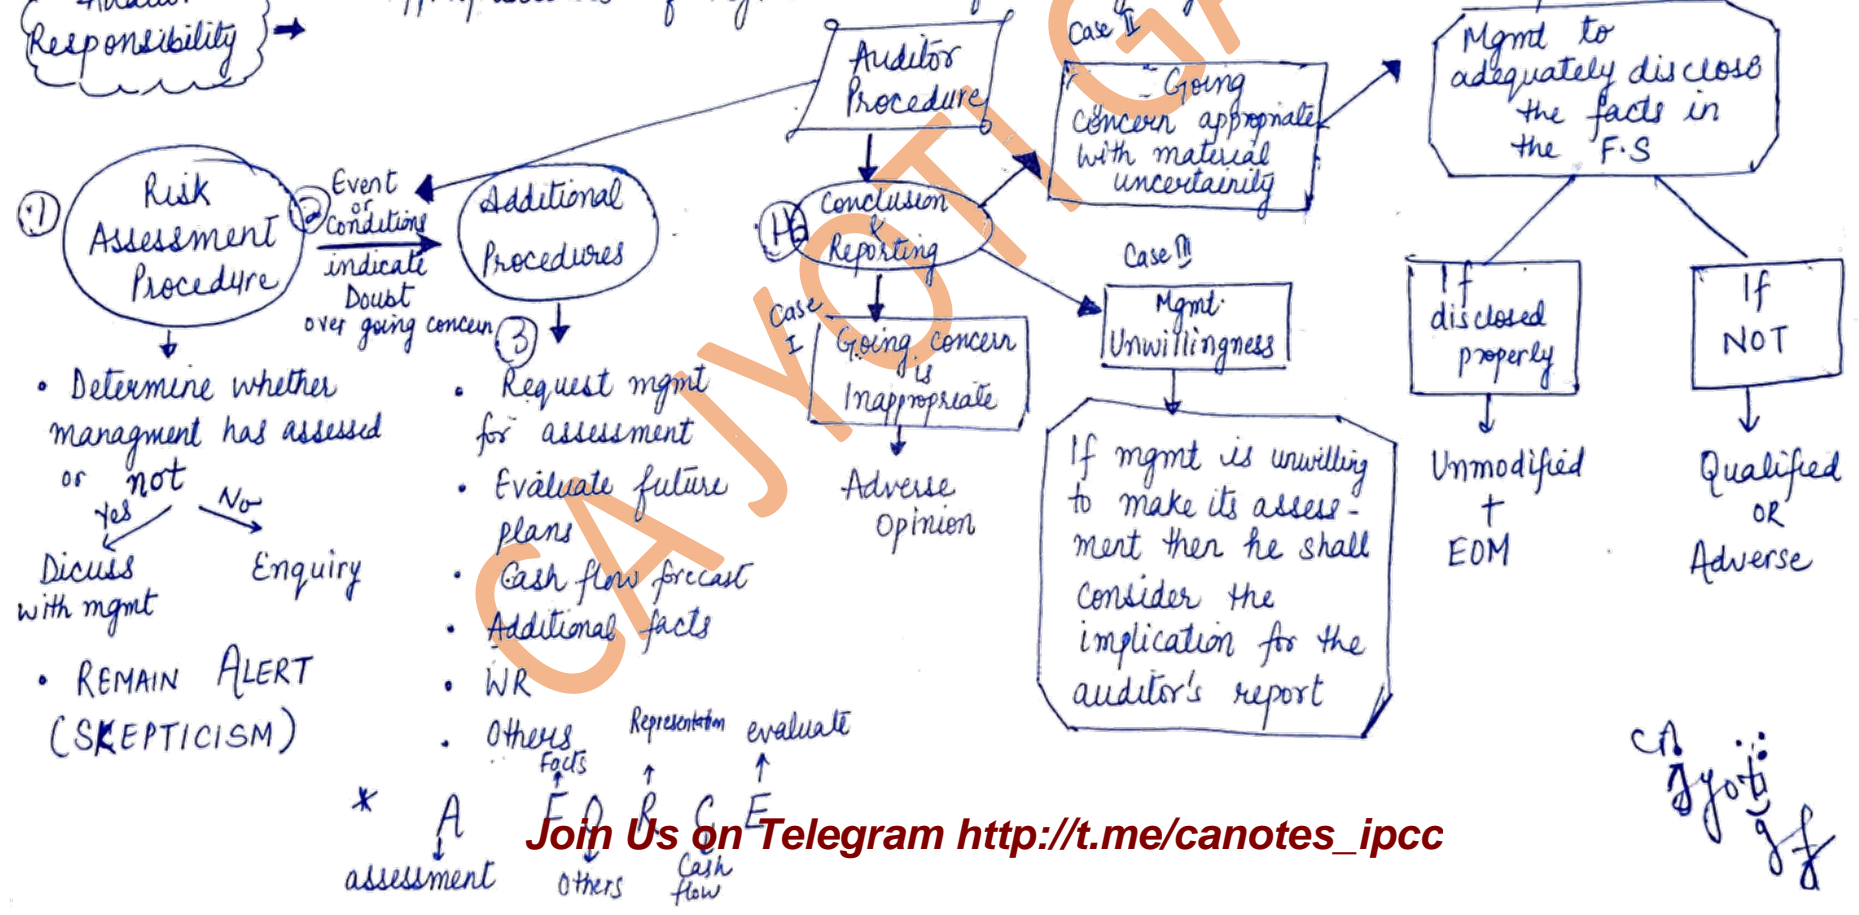 Responsibility
Auditor
Procedure
Case II
Going
concern appropriate
with material
uncertainity
Mgmt to
adequately disclose
the facts in
the F.S
1
Risk
Assessment
Procedure
2
Event
or
Conditions
indicate
Doubt
over going concern
Additional
Procedures
Conclusion
&
Reporting
Case
I
Going concern
is
Inappropriate
Adverse
Opinion
Case III
Mgmt.
Unwillingness
If mgmt is unwilling
to make its assess-
ment then he shall
consider the
implication for the
auditor's report
If
disclosed
properly
Unmodified
+
EOM
If
NOT
Qualified
OR
Adverse
• Determine whether
managment has assessed
or not
Yes No
Dicuss
with mgmt
Enquiry
• REMAIN ALERT
(SKEPTICISM)
3
• Request mgmt
for assessment
• Evaluate future
plans
• Cash flow forecast
• Additional facts
• WR
• Others
Facts Representation evaluate
* A F O R C E
assessment Others Cash
flow
CA JYOTI GA
Join Us on Telegram http://t.me/canotes_ipcc
CA
Jyoti